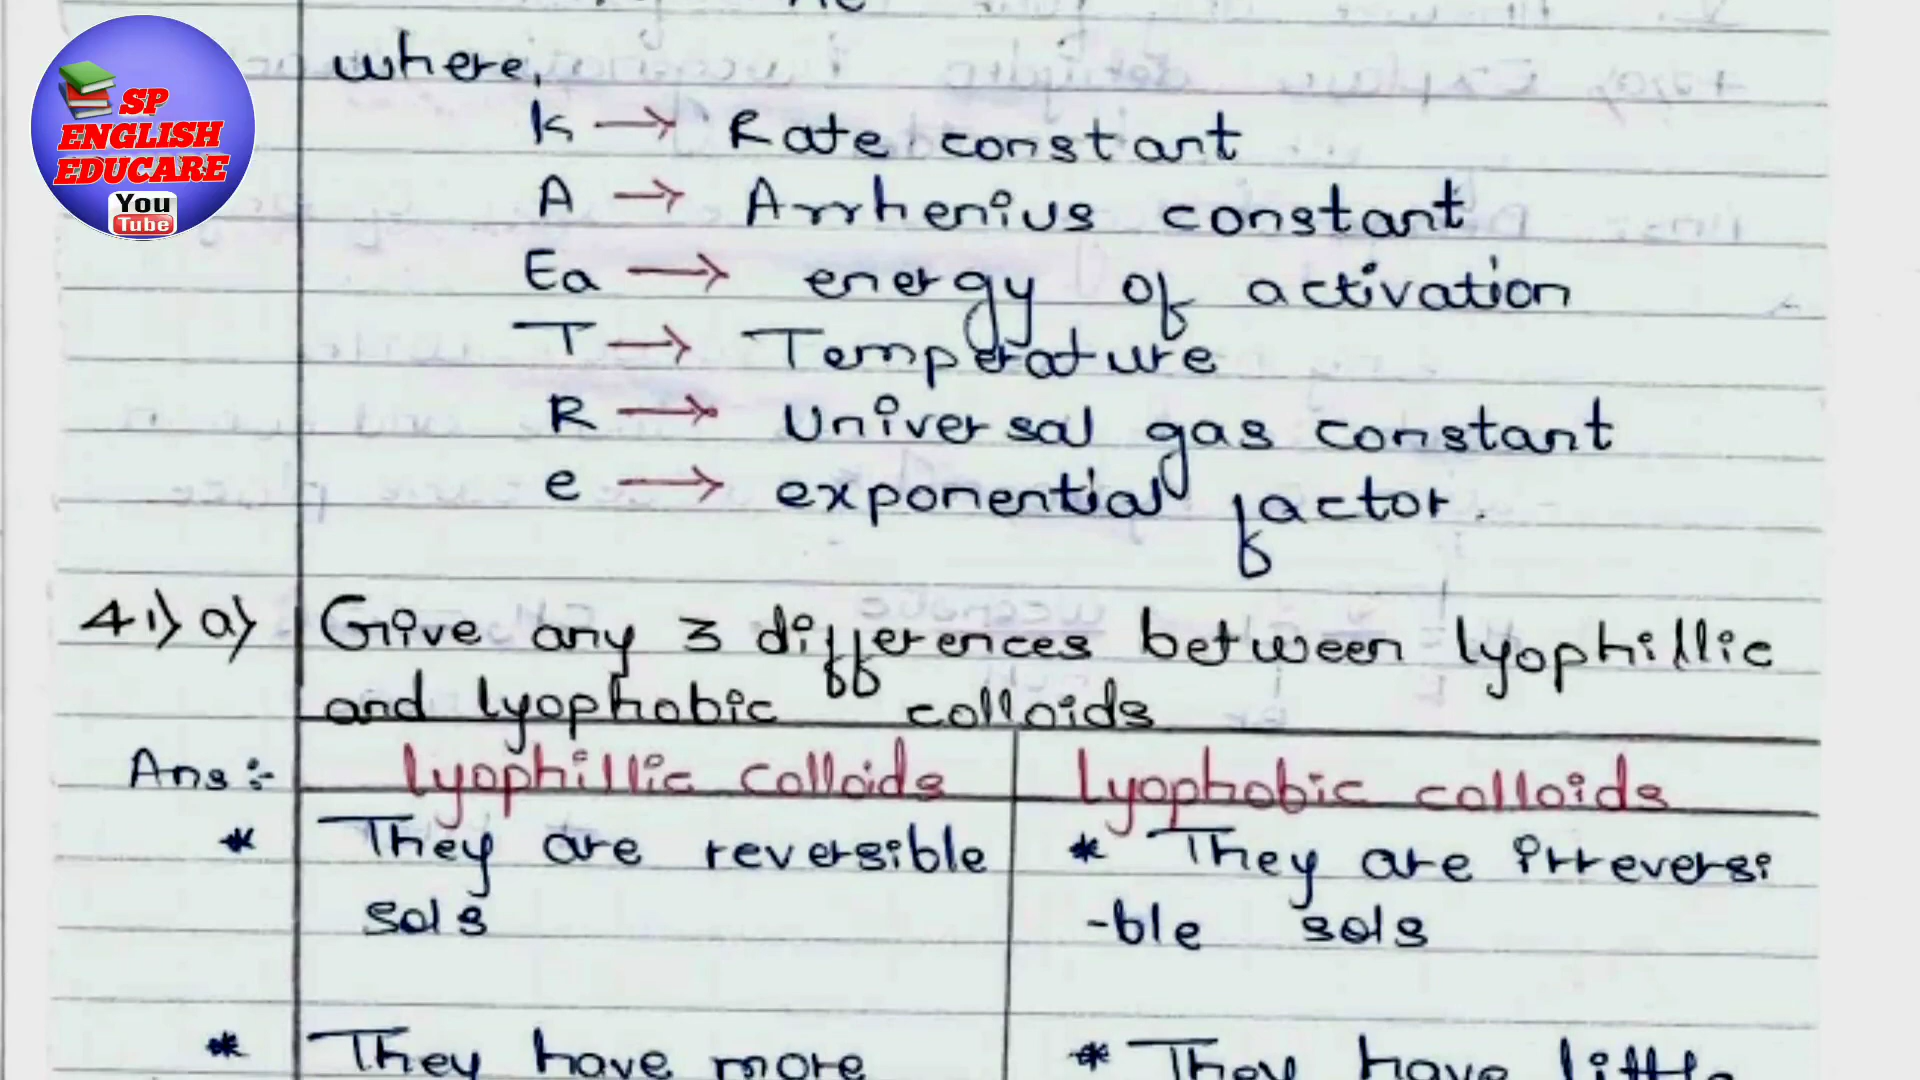 SP
ENGLISH
EDUCARE
You
Tube
where,
k → Rate constant
A → Arrhenius constant
Ea → energy of activation
T → Temperature
R → Universal gas constant
e → exponential factor.
41) a) Give any 3 differences between lyophillic
and lyophobic colloids
Ans :- lyophillic colloids lyophobic colloids
* They are reversible * They are irreversi
sols -ble sols
* They have more * They have little